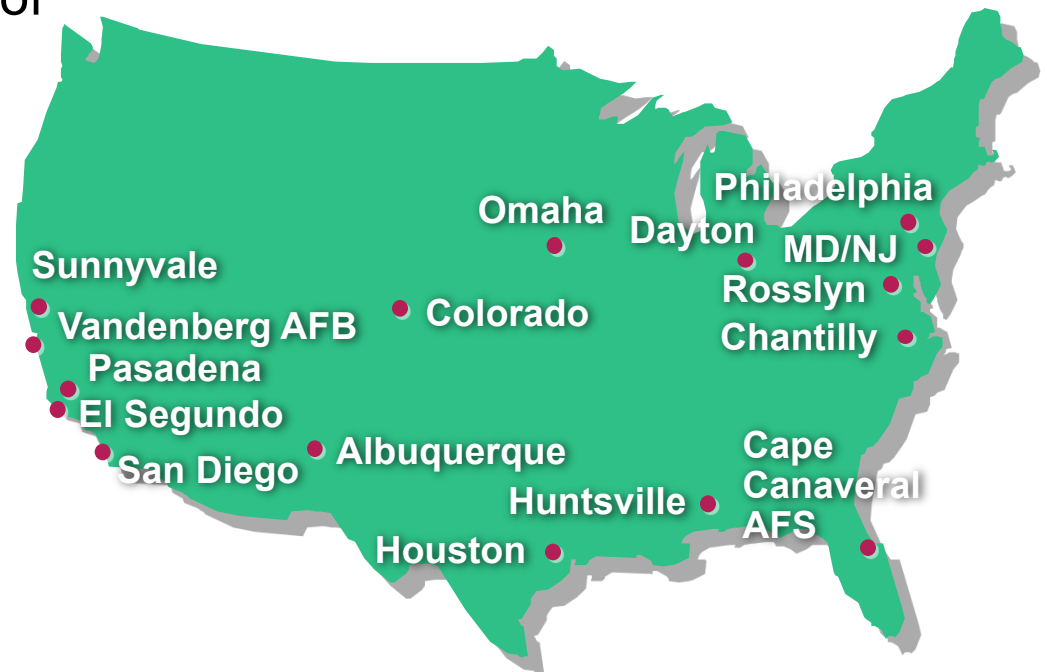 Philadelphia
Omaha
Dayton
MD/NJ
Sunnyvale
Rosslyn
Colorado
Vandenberg AFB
Chantilly
Pasadena
El Segundo
Cape
Albuquerque
San Diego
Canaveral
Huntsville
AFS
Houston